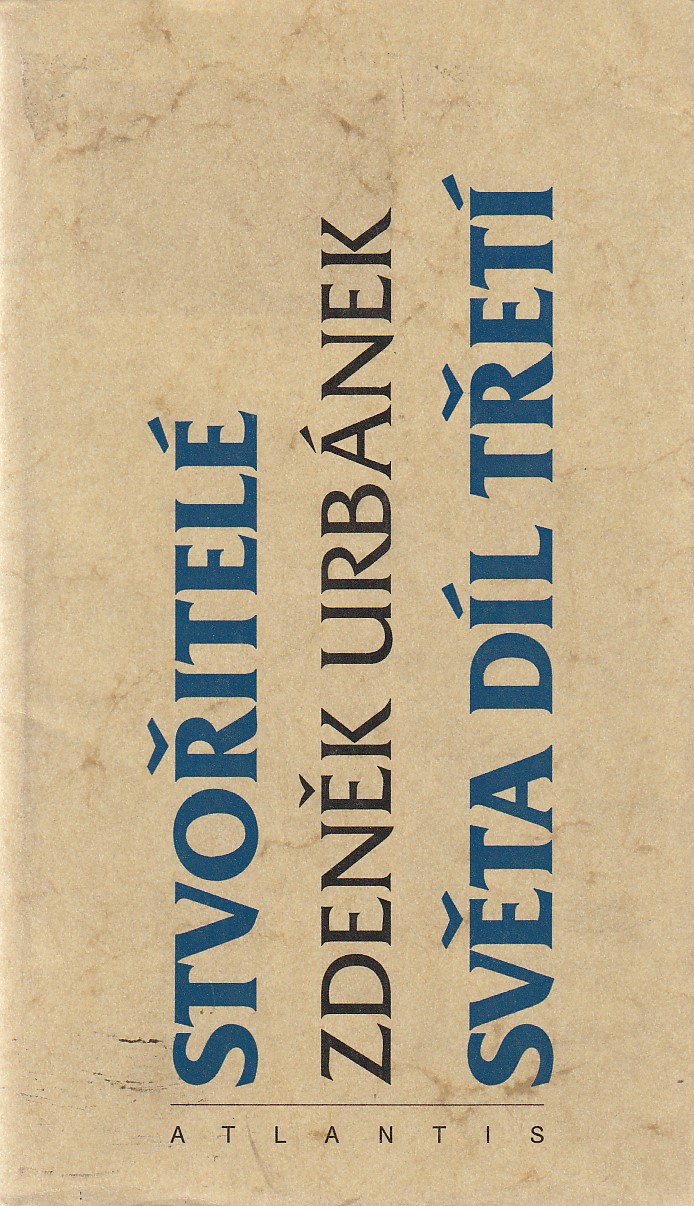 STVOŘITELÉ
ZDENĚK URBÁNEK
SVĚTA DÍL TŘETÍ
ATLANTIS